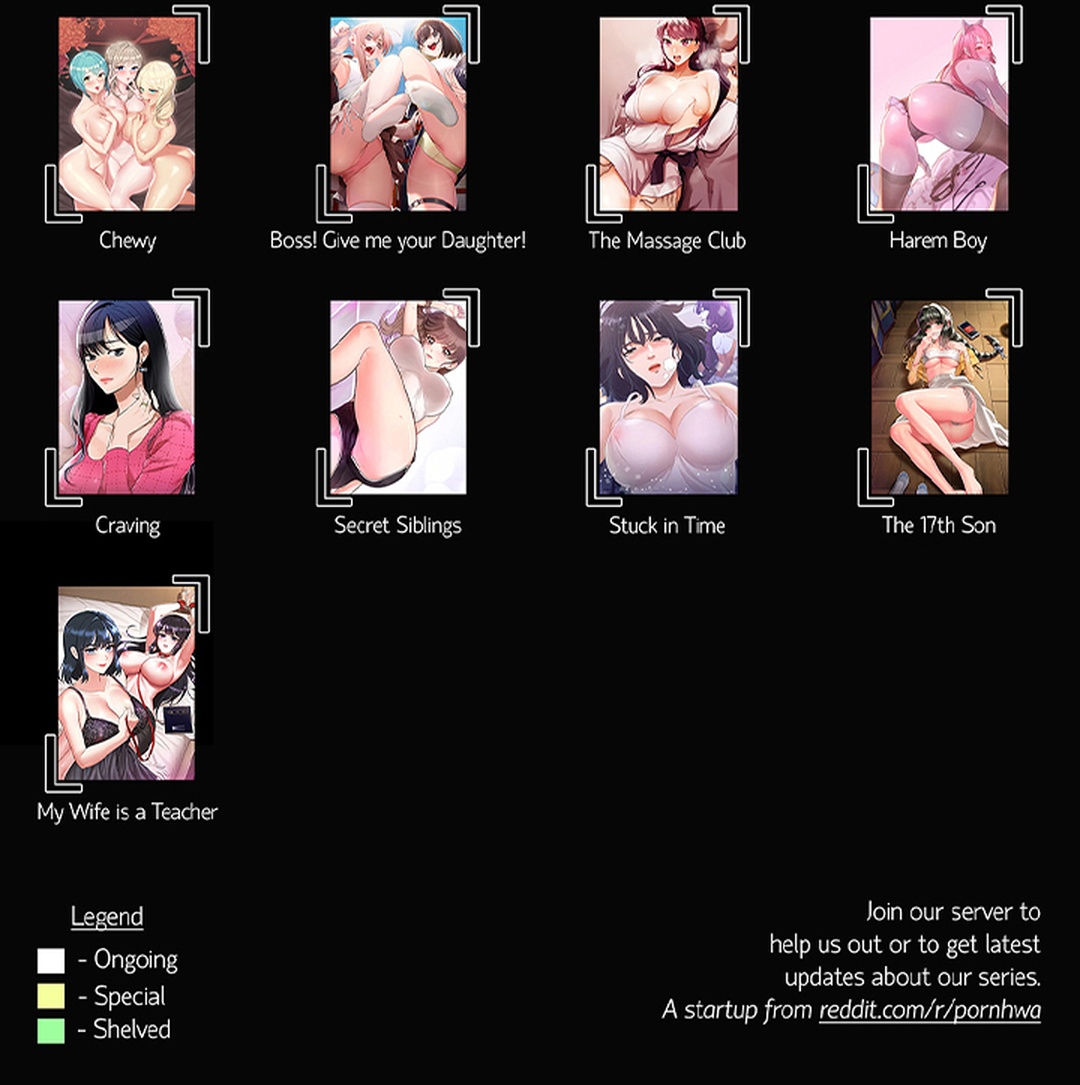 Chewy
Boss! Give me your Daughter!
The Massage Club
Harem Boy
Craving
Secret Siblings
Stuck in Time
The 17th Son
My Wife is a Teacher
Legend
- Ongoing
- Special
- Shelved
Join our server to
help us out or to get latest
updates about our series.
A startup from reddit.com/r/pornhwa